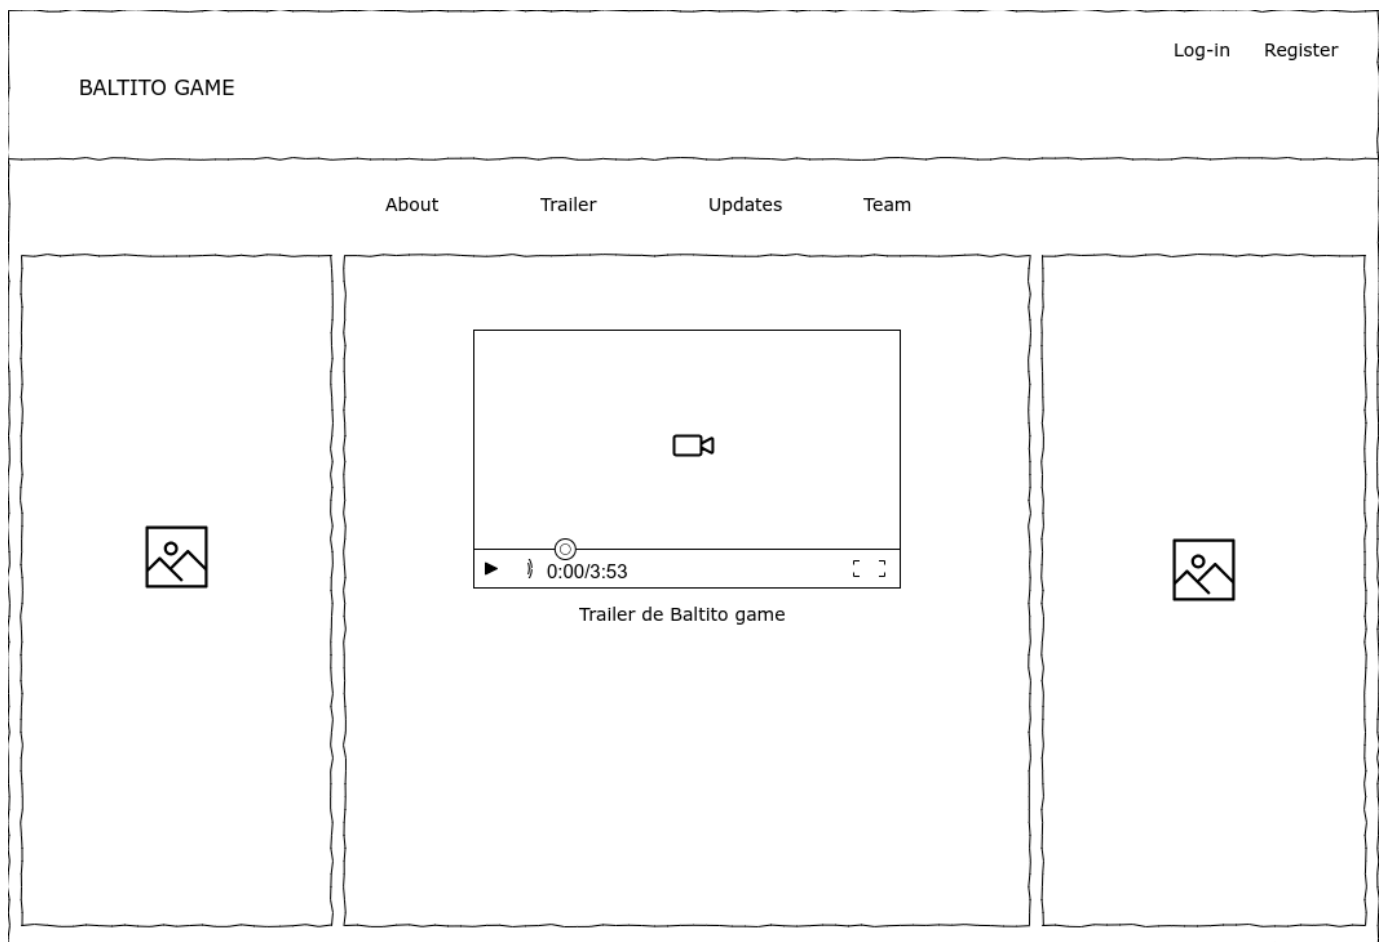 Log-in Register
BALTITO GAME
About Trailer Updates Team
0:00/3:53
Trailer de Baltito game